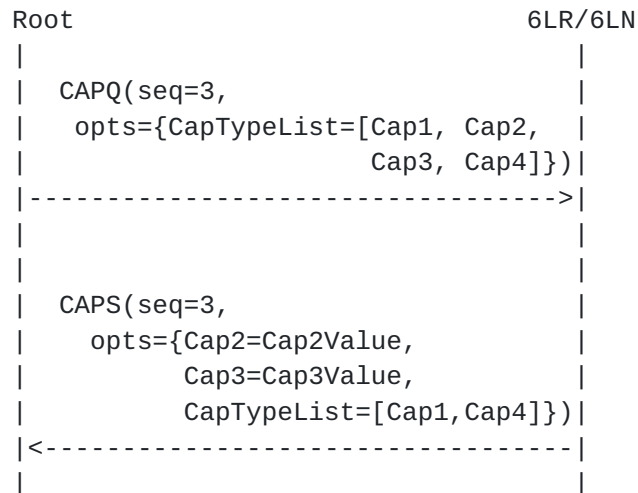 Root                             6LR/6LN
|                                   |
|  CAPQ(seq=3,                      |
|   opts={CapTypeList=[Cap1, Cap2,  |
|                      Cap3, Cap4]})|
|---------------------------------->|
|                                   |
|                                   |
|  CAPS(seq=3,                      |
|    opts={Cap2=Cap2Value,          |
|          Cap3=Cap3Value,          |
|          CapTypeList=[Cap1,Cap4]})|
|<----------------------------------|
|                                   |